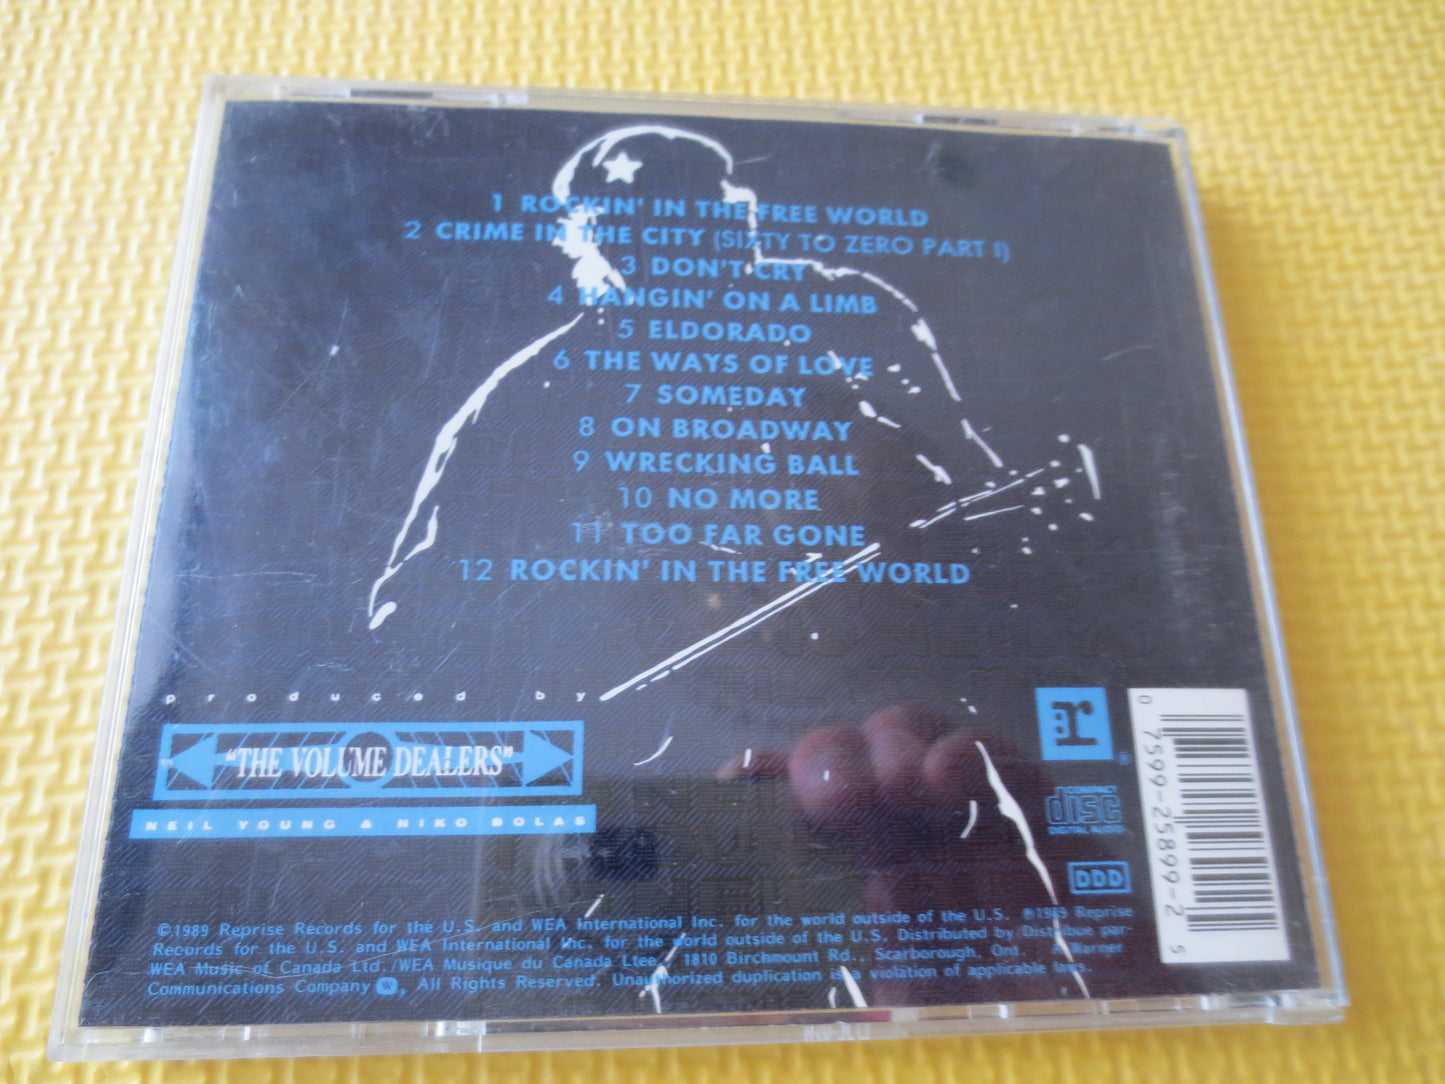 1 ROCKIN' IN THE FREE WORLD
2 CRIME IN THE CITY (SIXTY TO ZERO PART I)
3 DON'T CRY
4 HANGIN' ON A LIMB
5 ELDORADO
6 THE WAYS OF LOVE
7 SOMEDAY
8 ON BROADWAY
9 WRECKING BALL
10 NO MORE
11 TOO FAR GONE
12 ROCKIN' IN THE FREE WORLD
produced by
"THE VOLUME DEALERS"
NEIL YOUNG & NIKO BOLAS
r
®
COMPACT
disc
DIGITAL AUDIO
DDD
0 7599-25899-2 5
©1989 Reprise Records for the U.S. and WEA International Inc. for the world outside of the U.S. ℗1989 Reprise
Records for the U.S. and WEA International Inc. for the world outside of the U.S. Distributed by/Distribue par
WEA Music of Canada Ltd./WEA Musique du Canada Ltee., 1810 Birchmount Rd., Scarborough, Ont. A Warner
Communications Company W, All Rights Reserved. Unauthorized duplication is a violation of applicable laws.